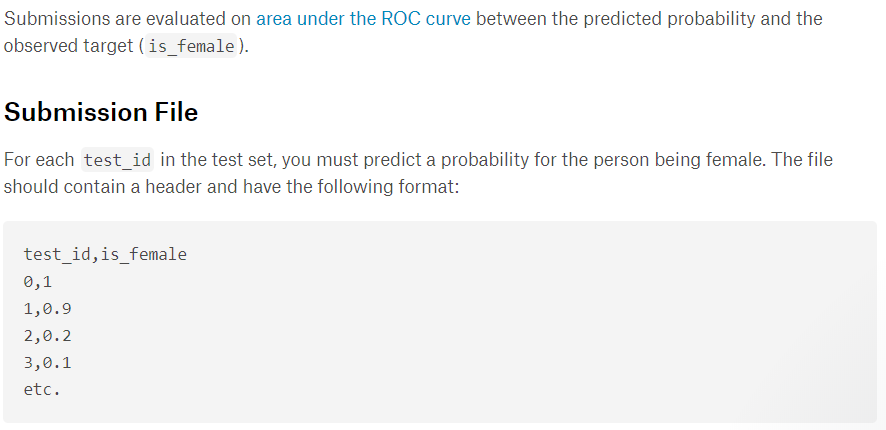 Submissions are evaluated on area under the ROC curve between the predicted probability and the
observed target (is_female).
Submission File
For each test_id in the test set, you must predict a probability for the person being female. The file
should contain a header and have the following format:
test_id,is_female
0,1
1,0.9
2,0.2
3,0.1
etc.